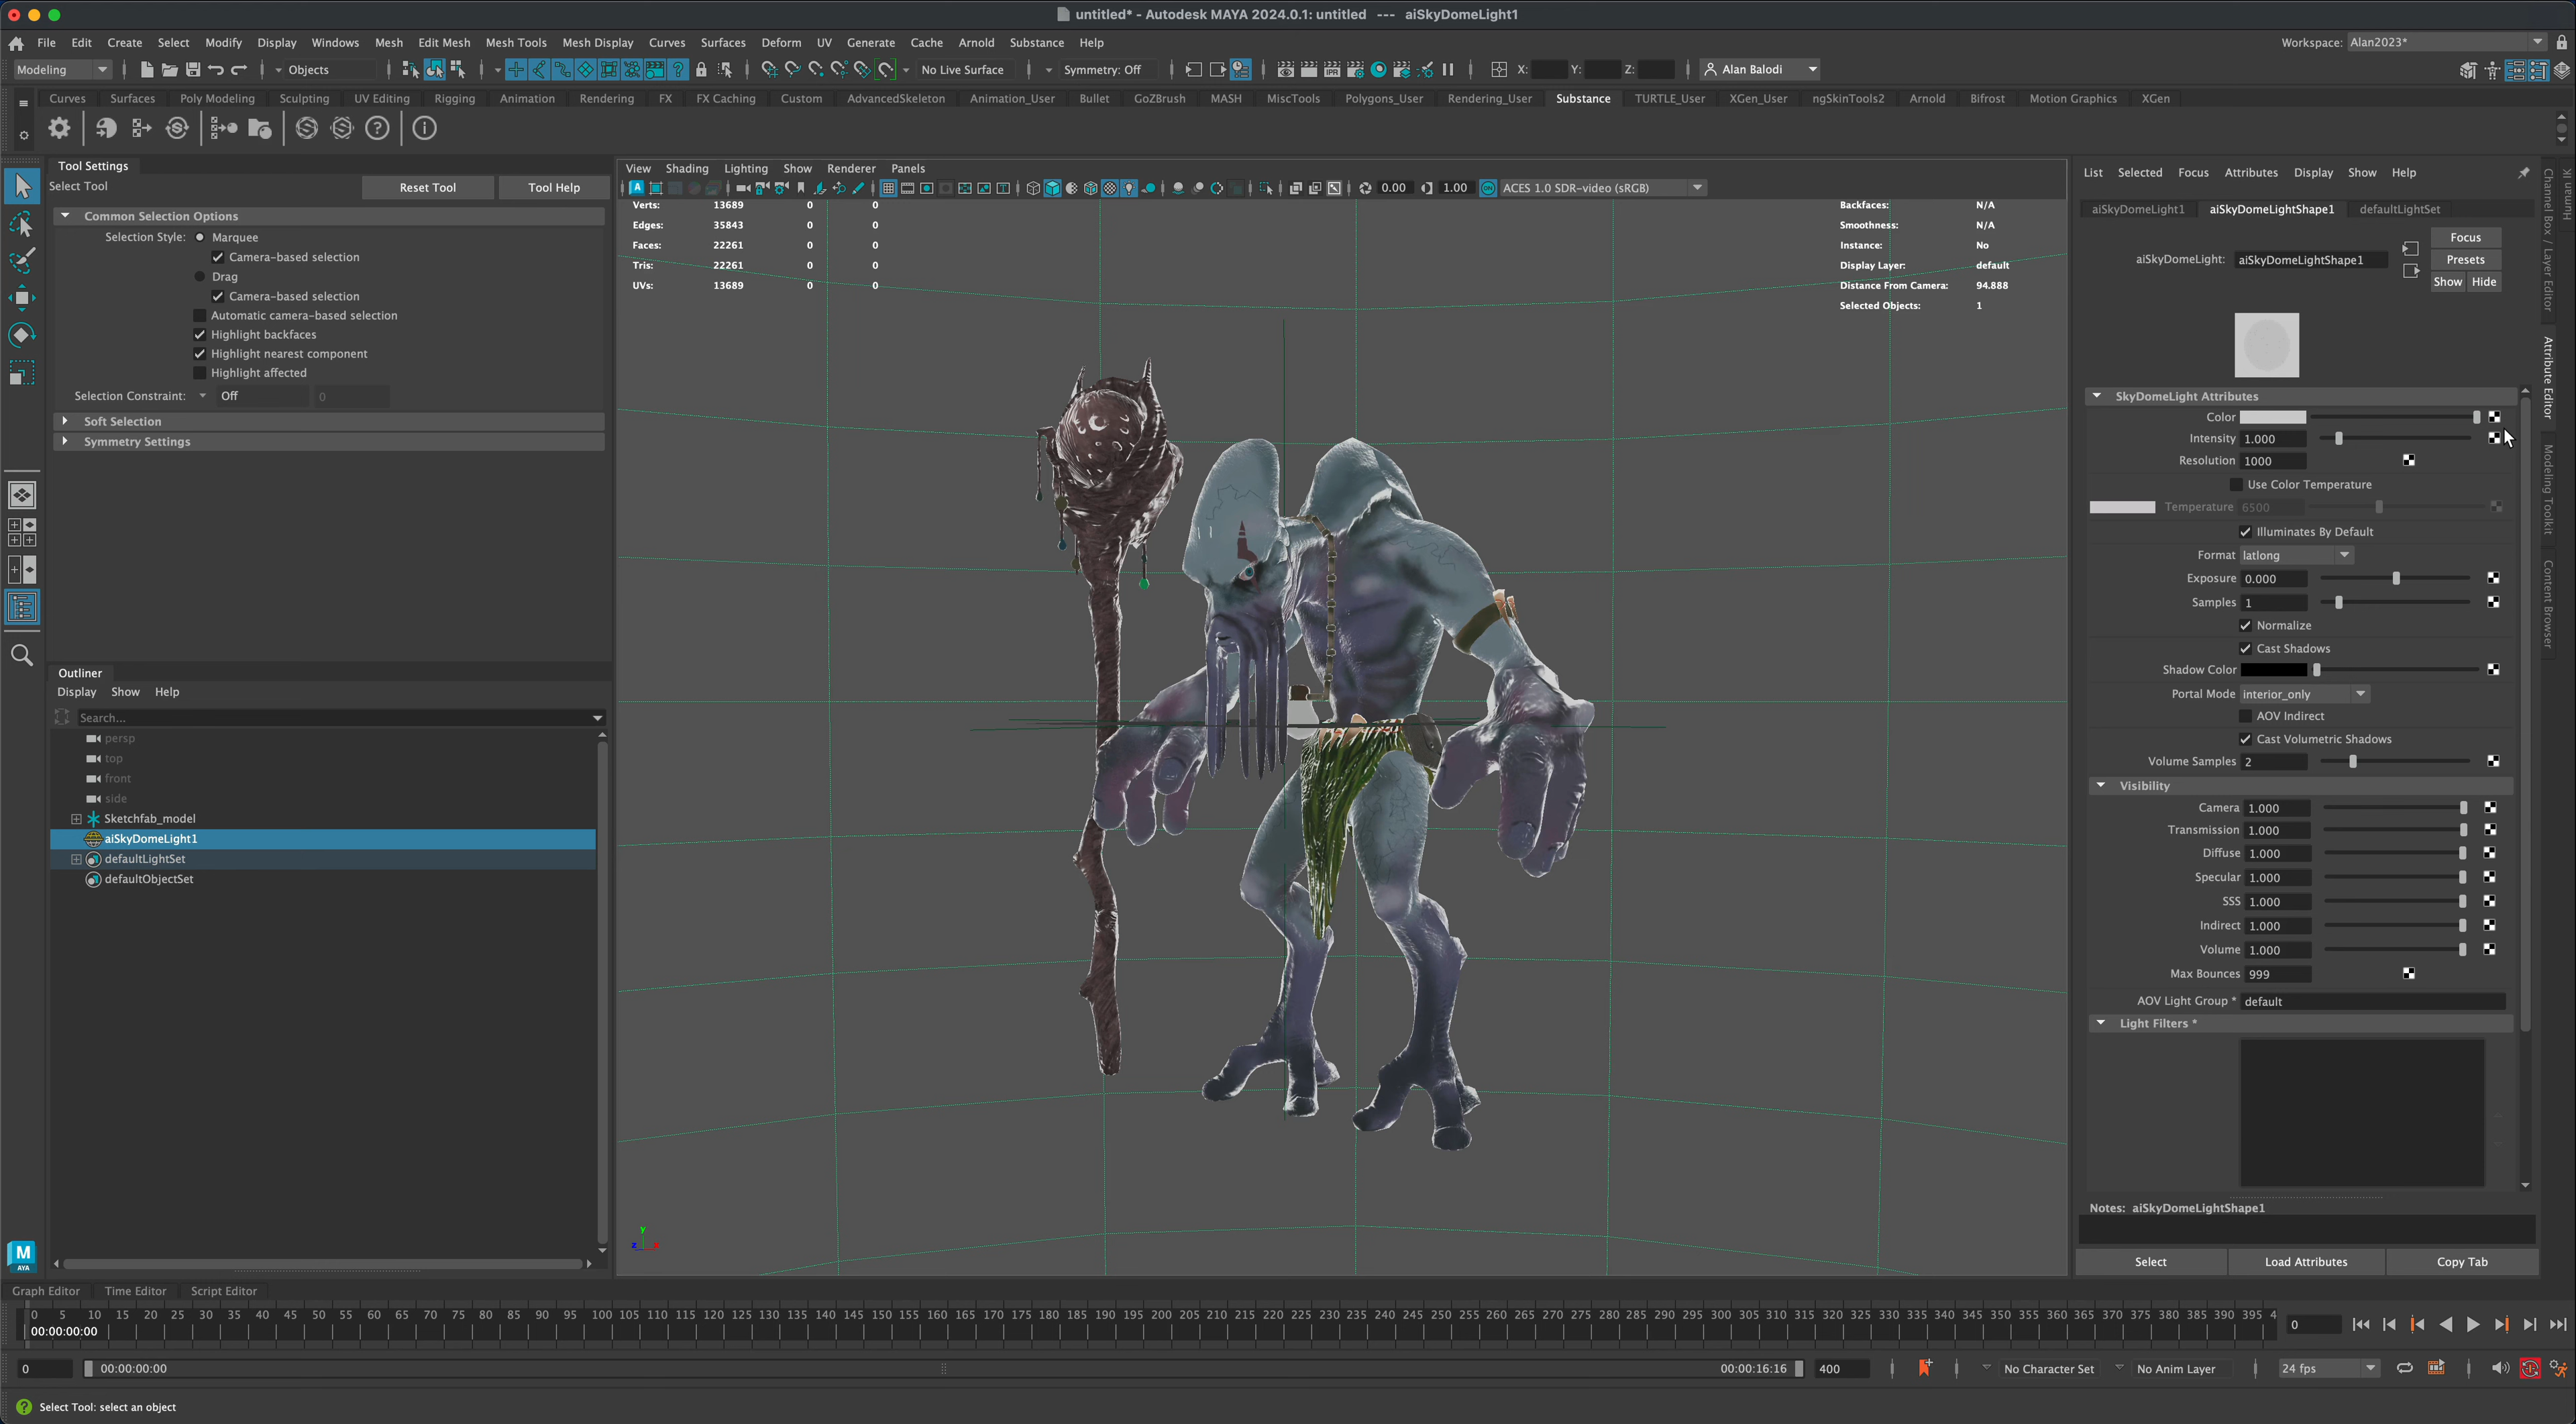 untitled* - Autodesk MAYA 2024.0.1: untitled --- aiSkyDomeLight1
File Edit Create Select Modify Display Windows Mesh Edit Mesh Mesh Tools Mesh Display Curves Surfaces Deform UV Generate Cache Arnold Substance Help
Workspace: Alan2023*
Modeling Objects No Live Surface Symmetry: Off X: Y: Z: Alan Balodi
Curves Surfaces Poly Modeling Sculpting UV Editing Rigging Animation Rendering FX FX Caching Custom AdvancedSkeleton Animation_User Bullet GoZBrush MASH MiscTools Polygons_User Rendering_User Substance TURTLE_User XGen_User ngSkinTools2 Arnold Bifrost Motion Graphics XGen
Tool Settings
Select Tool Reset Tool Tool Help
Common Selection Options
Selection Style: Marquee
Camera-based selection
Drag
Camera-based selection
Automatic camera-based selection
Highlight backfaces
Highlight nearest component
Highlight affected
Selection Constraint: Off 0
Soft Selection
Symmetry Settings
Outliner
Display Show Help
Search...
persp
top
front
side
Sketchfab_model
aiSkyDomeLight1
defaultLightSet
defaultObjectSet
View Shading Lighting Show Renderer Panels
0.00 1.00 ACES 1.0 SDR-video (sRGB)
Verts: 13689 0 0
Edges: 35843 0 0
Faces: 22261 0 0
Tris: 22261 0 0
UVs: 13689 0 0
Backfaces: N/A
Smoothness: N/A
Instance: No
Display Layer: default
Distance From Camera: 94.888
Selected Objects: 1
y
z x
List Selected Focus Attributes Display Show Help
aiSkyDomeLight1 aiSkyDomeLightShape1 defaultLightSet
Focus
aiSkyDomeLight: aiSkyDomeLightShape1
Presets
Show Hide
SkyDomeLight Attributes
Color
Intensity 1.000
Resolution 1000
Use Color Temperature
Temperature 6500
Illuminates By Default
Format latlong
Exposure 0.000
Samples 1
Normalize
Cast Shadows
Shadow Color
Portal Mode interior_only
AOV Indirect
Cast Volumetric Shadows
Volume Samples 2
Visibility
Camera 1.000
Transmission 1.000
Diffuse 1.000
Specular 1.000
SSS 1.000
Indirect 1.000
Volume 1.000
Max Bounces 999
AOV Light Group * default
Light Filters *
Notes: aiSkyDomeLightShape1
Select Load Attributes Copy Tab
Channel Box / Layer Editor
Attribute Editor
Modeling Toolkit
Content Browser
Human IK
M
AYA
Graph Editor Time Editor Script Editor
0 5 10 15 20 25 30 35 40 45 50 55 60 65 70 75 80 85 90 95 100 105 110 115 120 125 130 135 140 145 150 155 160 165 170 175 180 185 190 195 200 205 210 215 220 225 230 235 240 245 250 255 260 265 270 275 280 285 290 295 300 305 310 315 320 325 330 335 340 345 350 355 360 365 370 375 380 385 390 395 4
00:00:00:00
0
0 00:00:00:00 00:00:16:16 400 No Character Set No Anim Layer 24 fps
Select Tool: select an object